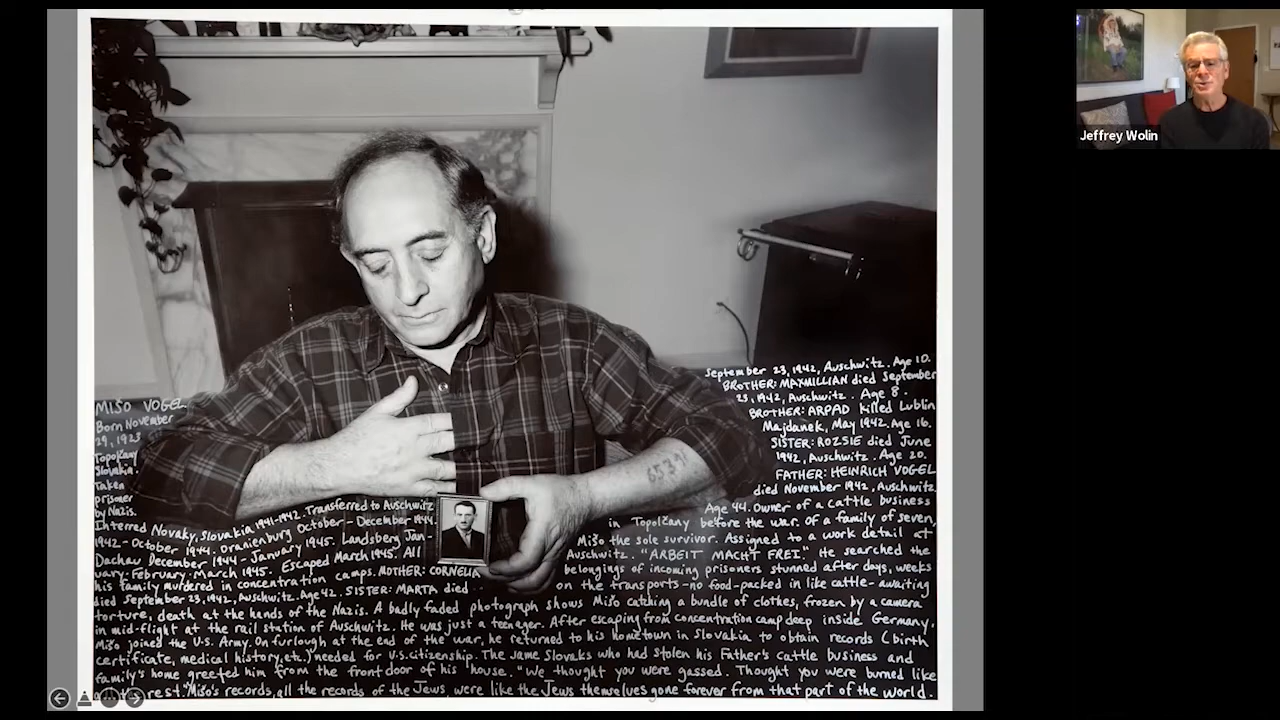 MIŠO VOGEL.
Born November
29, 1923
Topolčany
Slovakia.
Taken
prisoner
by Nazis.
Interred Novaky, Slovakia 1941-1942. Transferred to Auschwitz
1942-October 1944. Oranienburg October - December 1944.
Dachau December 1944 - January 1945. Landsberg Jan-
uary-February-March 1945. Escaped March 1945. All
his family murdered in concentration camps. MOTHER: CORNELIA
died September 23, 1942, Auschwitz. Age 42. SISTER: MARTA died
September 23, 1942, Auschwitz. Age 10.
BROTHER: MAXMILLIAN died September
23, 1942, Auschwitz. Age 8.
BROTHER: ARPAD killed Lublin
Majdanek, May 1942. Age 16.
SISTER: ROZSIE died June
1942, Auschwitz. Age 20.
FATHER: HEINRICH VOGEL
died November 1942, Auschwitz.
Age 44. Owner of a cattle business
in Topolčany before the war. Of a family of seven,
Mišo the sole survivor. Assigned to a work detail at
Auschwitz. "ARBEIT MACHT FREI." He searched the
belongings of incoming prisoners stunned after days, weeks
on the transports-no food-packed in like cattle-awaiting
torture, death at the hands of the Nazis. A badly faded photograph shows Mišo catching a bundle of clothes, frozen by a camera
in mid-flight at the rail station of Auschwitz. He was just a teenager. After escaping from concentration camp deep inside Germany,
Mišo joined the U.S. Army. On furlough at the end of the war, he returned to his hometown in Slovakia to obtain records (birth
certificate, medical history, etc.) needed for U.S. citizenship. The same Slovaks who had stolen his Father's cattle business and
family's home greeted him from the front door of his house. "We thought you were gassed. Thought you were burned like
rest." Mišo's records, all the records of the Jews, were like the Jews themselves gone forever from that part of the world.
Jeffrey Wolin